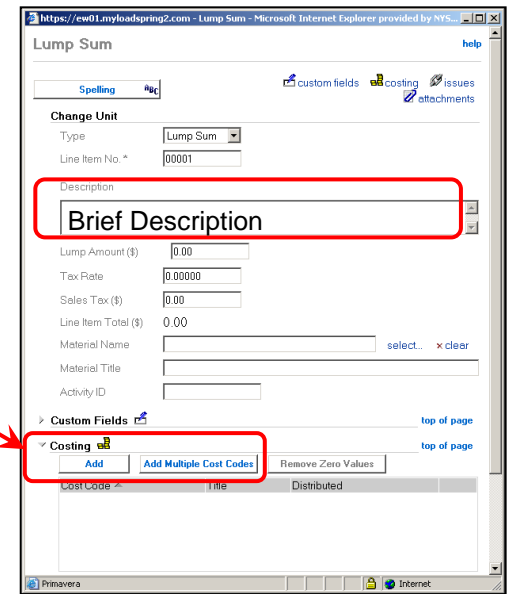 https://ew01.myloadspring2.com - Lump Sum - Microsoft Internet Explorer provided by NYS...
Lump Sum help
Spelling ABC custom fields costing issues
attachments
Change Unit
Type Lump Sum
Line Item No. * 00001
Description
Brief Description
Lump Amount ($) 0.00
Tax Rate 0.00000
Sales Tax ($) 0.00
Line Item Total ($) 0.00
Material Name select... × clear
Material Title
Activity ID
Custom Fields top of page
Costing top of page
Add Add Multiple Cost Codes Remove Zero Values
Cost Code Title Distributed
Primavera Internet